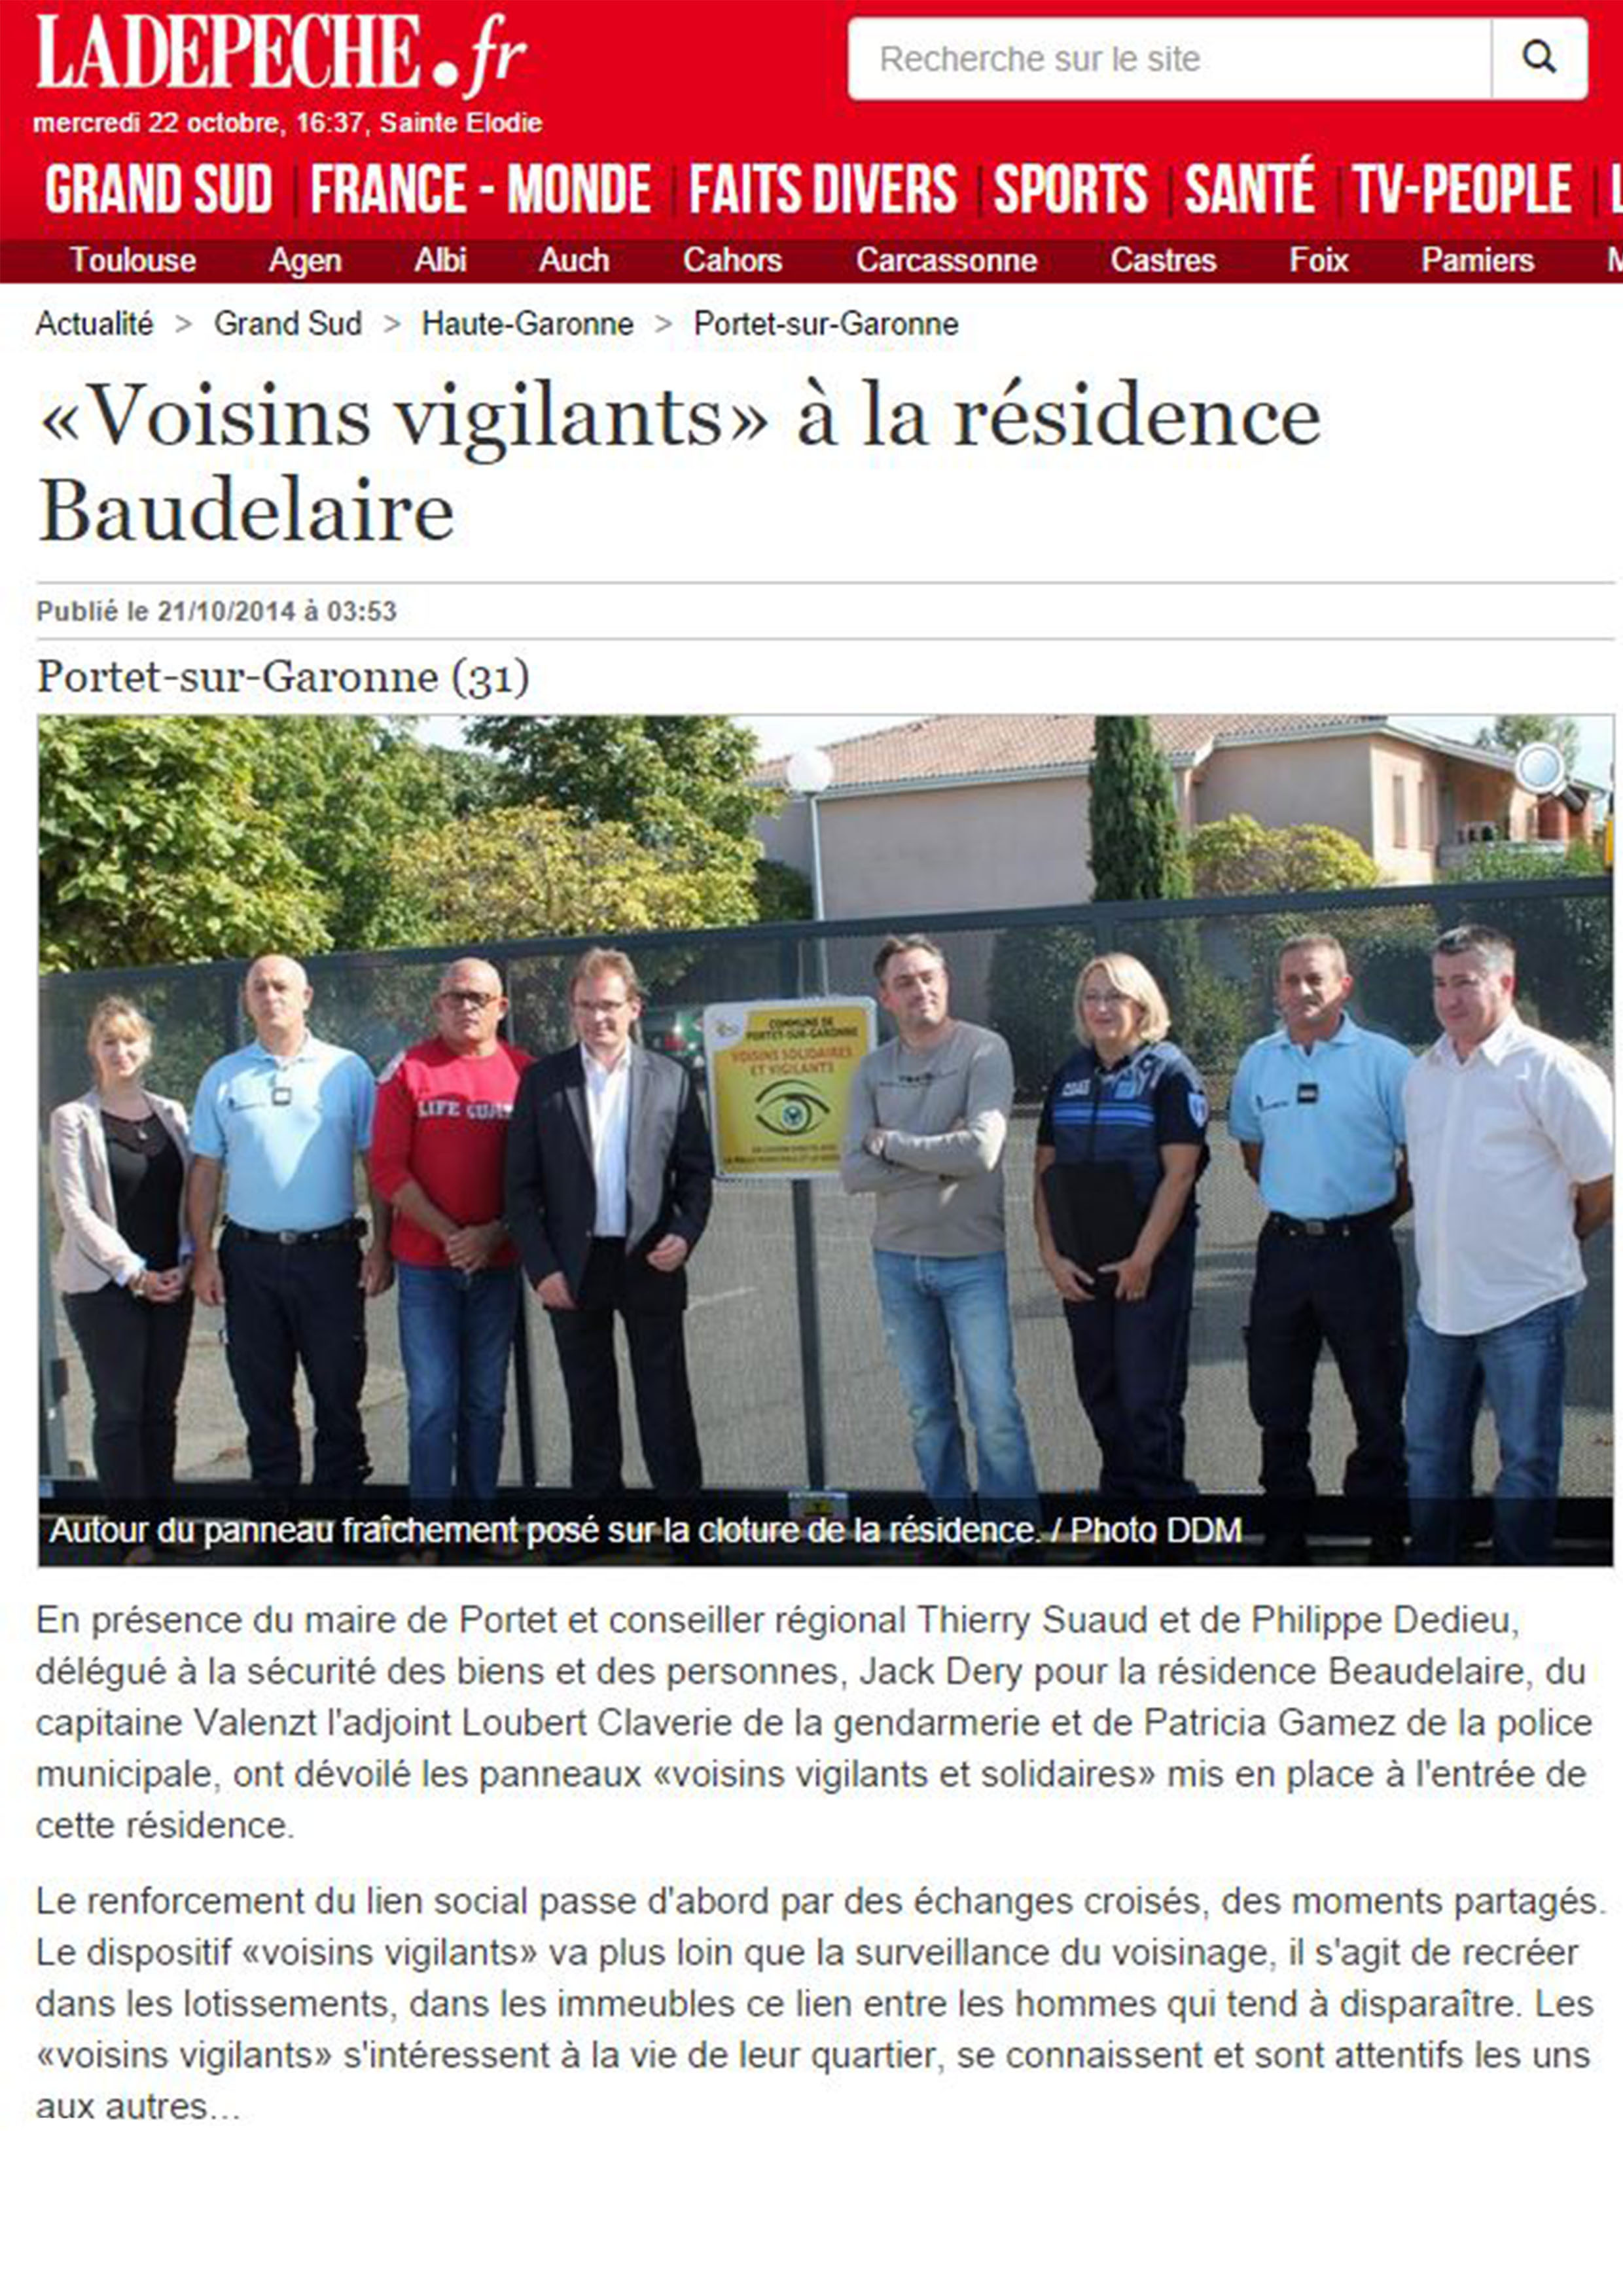 LADEPECHE.fr
Recherche sur le site
mercredi 22 octobre, 16:37, Sainte Elodie
GRAND SUD FRANCE - MONDE FAITS DIVERS SPORTS SANTÉ TV-PEOPLE L
Toulouse Agen Albi Auch Cahors Carcassonne Castres Foix Pamiers M
Actualité > Grand Sud > Haute-Garonne > Portet-sur-Garonne
«Voisins vigilants» à la résidence
Baudelaire
Publié le 21/10/2014 à 03:53
Portet-sur-Garonne (31)
COMMUNE DE
PORTET-SUR-GARONNE
VOISINS SOLIDAIRES
ET VIGILANTS
LIFE GUARD
Autour du panneau fraîchement posé sur la cloture de la résidence. / Photo DDM
En présence du maire de Portet et conseiller régional Thierry Suaud et de Philippe Dedieu,
délégué à la sécurité des biens et des personnes, Jack Dery pour la résidence Beaudelaire, du
capitaine Valenzt l'adjoint Loubert Claverie de la gendarmerie et de Patricia Gamez de la police
municipale, ont dévoilé les panneaux «voisins vigilants et solidaires» mis en place à l'entrée de
cette résidence.
Le renforcement du lien social passe d'abord par des échanges croisés, des moments partagés.
Le dispositif «voisins vigilants» va plus loin que la surveillance du voisinage, il s'agit de recréer
dans les lotissements, dans les immeubles ce lien entre les hommes qui tend à disparaître. Les
«voisins vigilants» s'intéressent à la vie de leur quartier, se connaissent et sont attentifs les uns
aux autres…